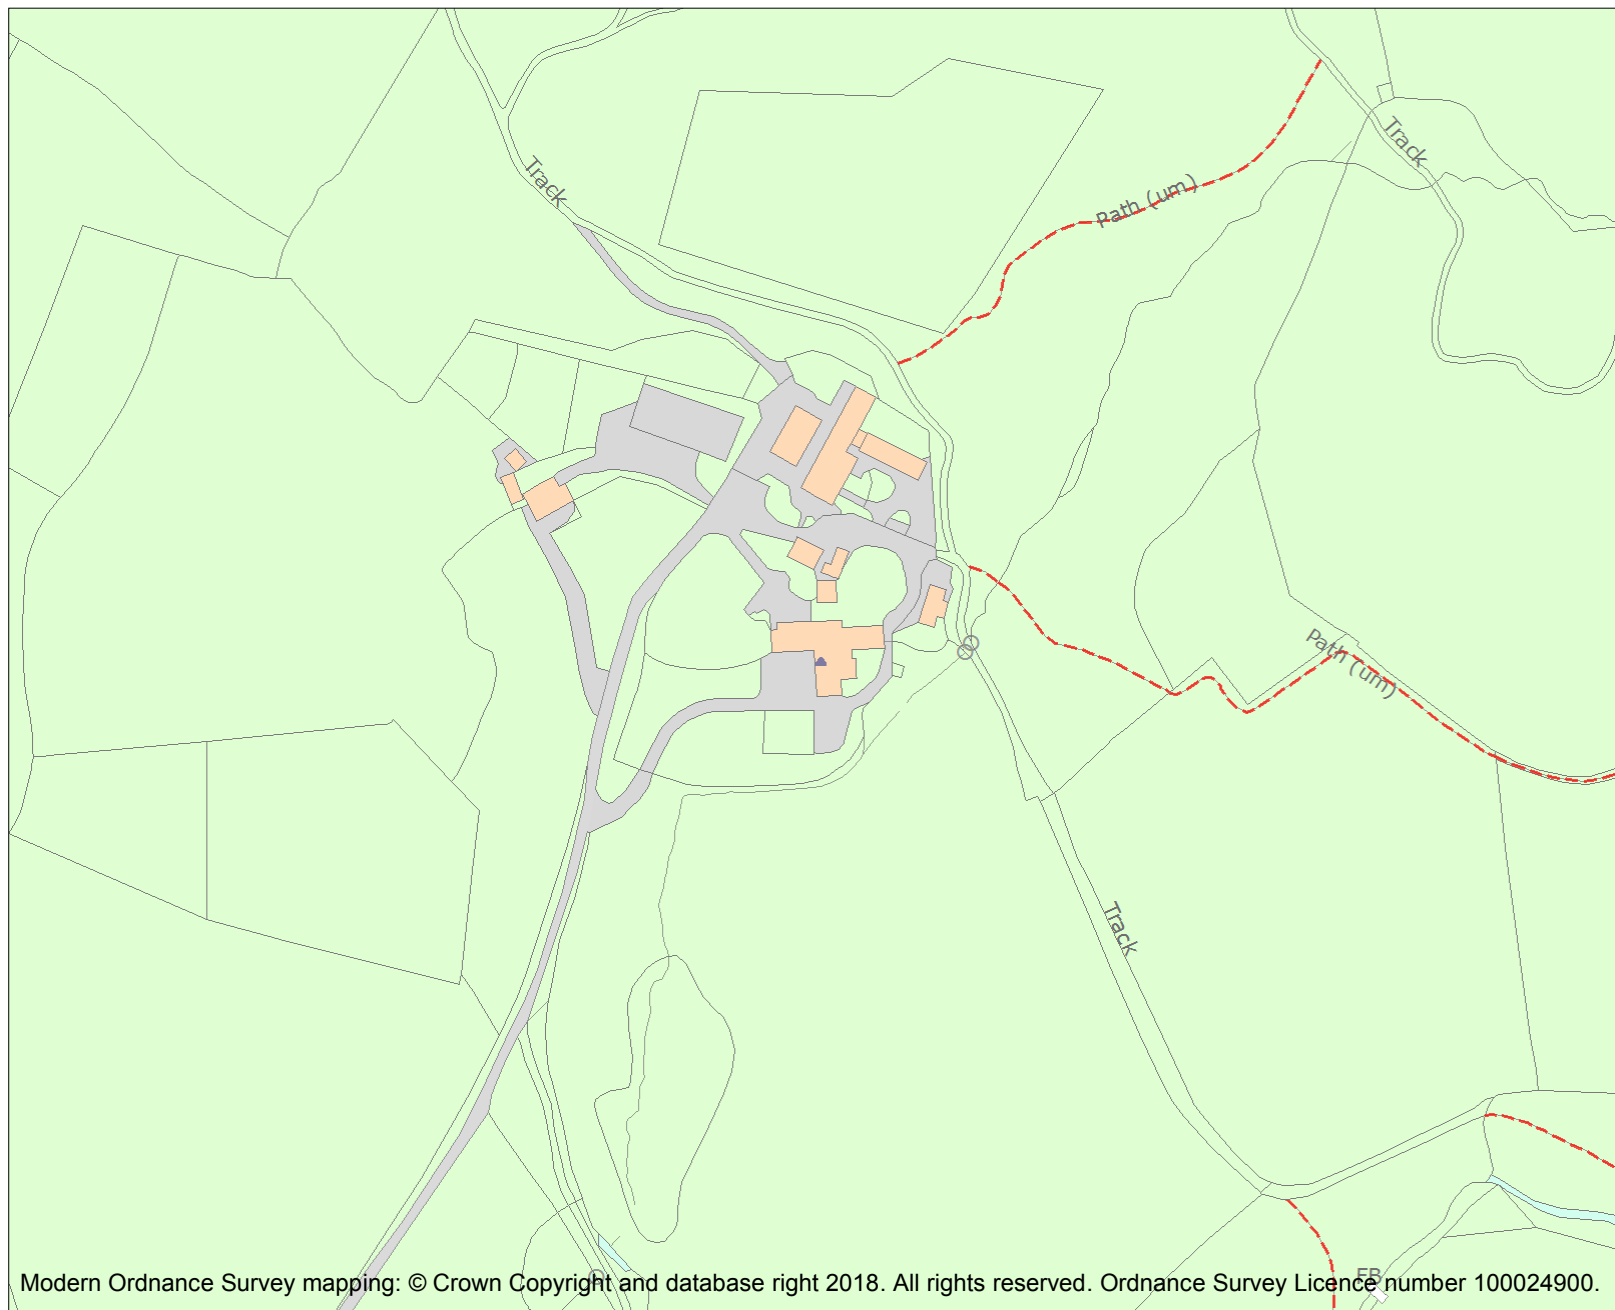 Track
Track
Path (um)
Path (um)
Track
FB
Modern Ordnance Survey mapping: © Crown Copyright and database right 2018. All rights reserved. Ordnance Survey Licence number 100024900.